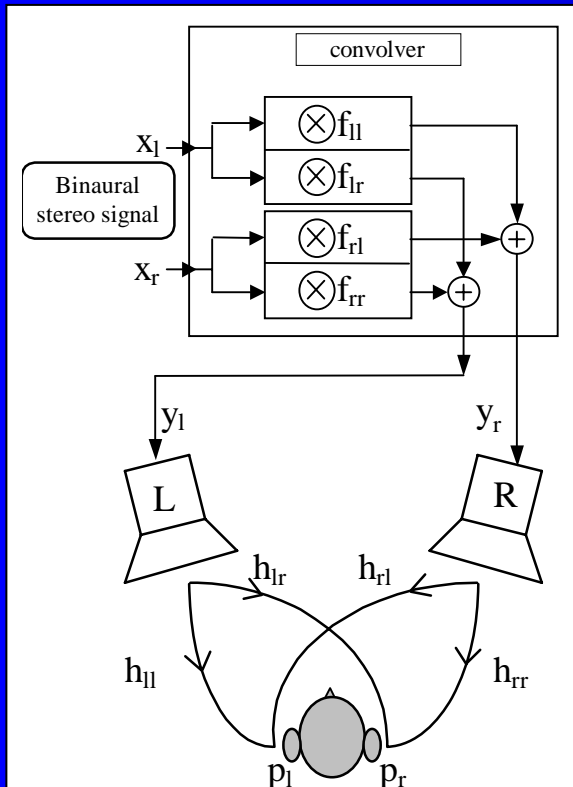 convolver
⊗ f_ll
x_l
⊗ f_lr
Binaural
stereo signal
⊗ f_rl
+
x_r
⊗ f_rr
+
y_l
y_r
L
R
h_lr
h_rl
h_ll
h_rr
p_l
p_r